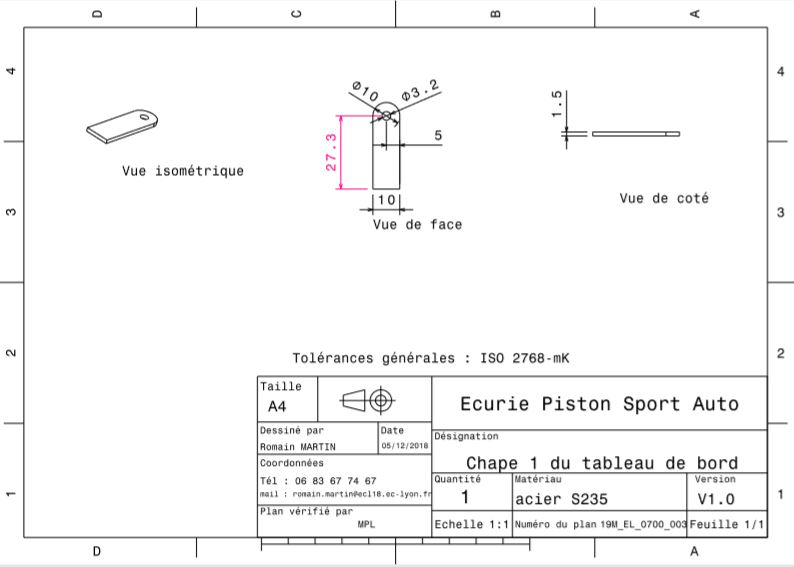 D C B A
4 4
Ø10 Ø3.2
1.5
5
27.3
Vue isométrique
10
Vue de face
Vue de coté
3 3
2 2
Tolérances générales : ISO 2768-mK
Taille
A4
Ecurie Piston Sport Auto
Dessiné par
Romain MARTIN
Date
05/12/2018
Désignation
Chape 1 du tableau de bord
Coordonnées
Tél : 06 83 67 74 67
mail : romain.martin@ecl18.ec-lyon.fr
Quantité
1
Matériau
acier S235
Version
V1.0
Plan vérifié par
MPL
Echelle 1:1
Numéro du plan 19M_EL_0700_003
Feuille 1/1
1 1
D A